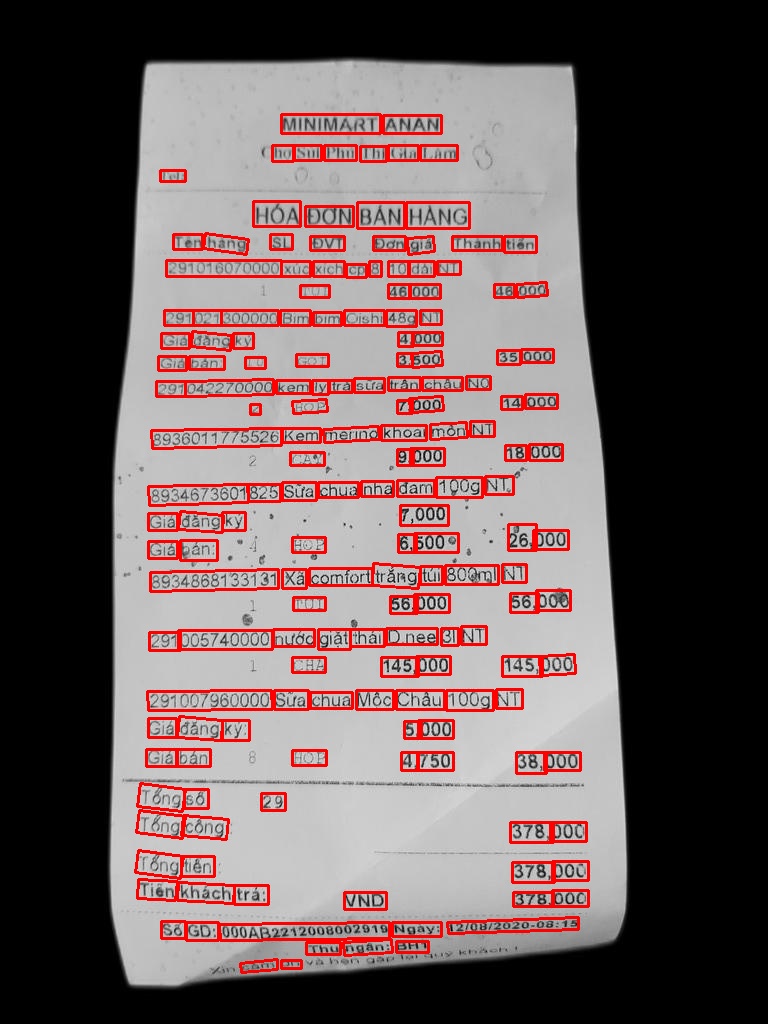 MINIMART ANAN
Chợ Sủi Phú Thị Gia Lâm
Tel:
HÓA ĐƠN BÁN HÀNG
Tên hàng SL ĐVT Đơn giá Thành tiền
291016070000 xúc xích cp 8 10 dài NT
1 TUI 46,000 46,000
291021300000 Bim bim Oishi 48g NT
Giá đăng ký 4,000
Giá bán: 10 GOI 3,500 35,000
291042270000 kem ly trà sữa trân châu N0
2 HOP 7,000 14,000
8936011775526 Kem merino khoai môn NT
2 CAY 9,000 18,000
8934673601825 Sữa chua nha đam 100g NT
Giá đăng ký 7,000
Giá bán: 4 HOP 6,500 26,000
8934868133131 Xả comfort trắng túi 800ml NT
1 TUI 56,000 56,000
291005740000 nước giặt thái D.nee 3l NT
1 CHA 145,000 145,000
291007960000 Sữa chua Mộc Châu 100g NT
Giá đăng ký: 5,000
Giá bán 8 HOP 4,750 38,000
Tổng số 29
Tổng cộng: 378,000
Tổng tiền: 378,000
Tiền khách trả: VND 378,000
Số GD: 000AB2212008002919 Ngày: 12/08/2020-08:15
Thu ngân: BH1
Xin cảm ơn và hẹn gặp lại quý khách !